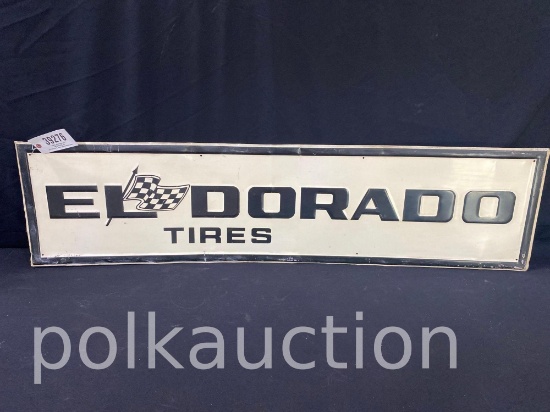 39276
EL DORADO
TIRES
polkauction